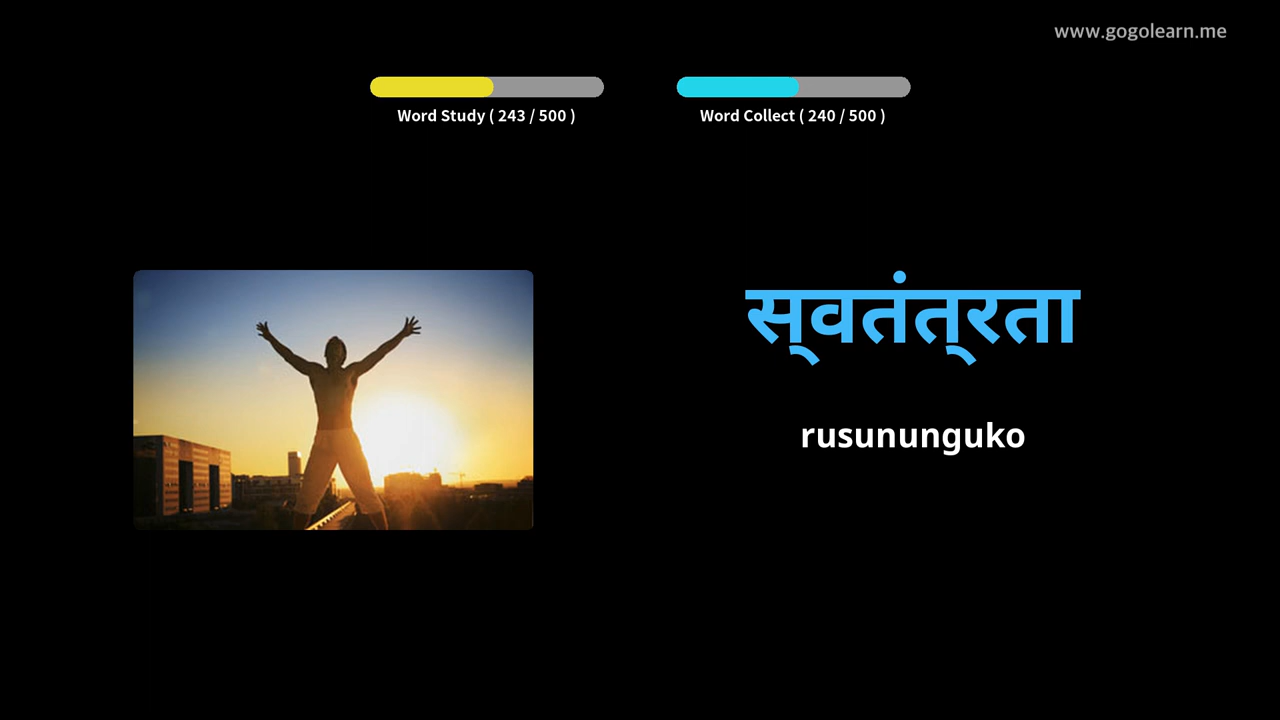 www.gogolearn.me
Word Study ( 243 / 500 )
Word Collect ( 240 / 500 )
स्वतंत्रता
rusununguko